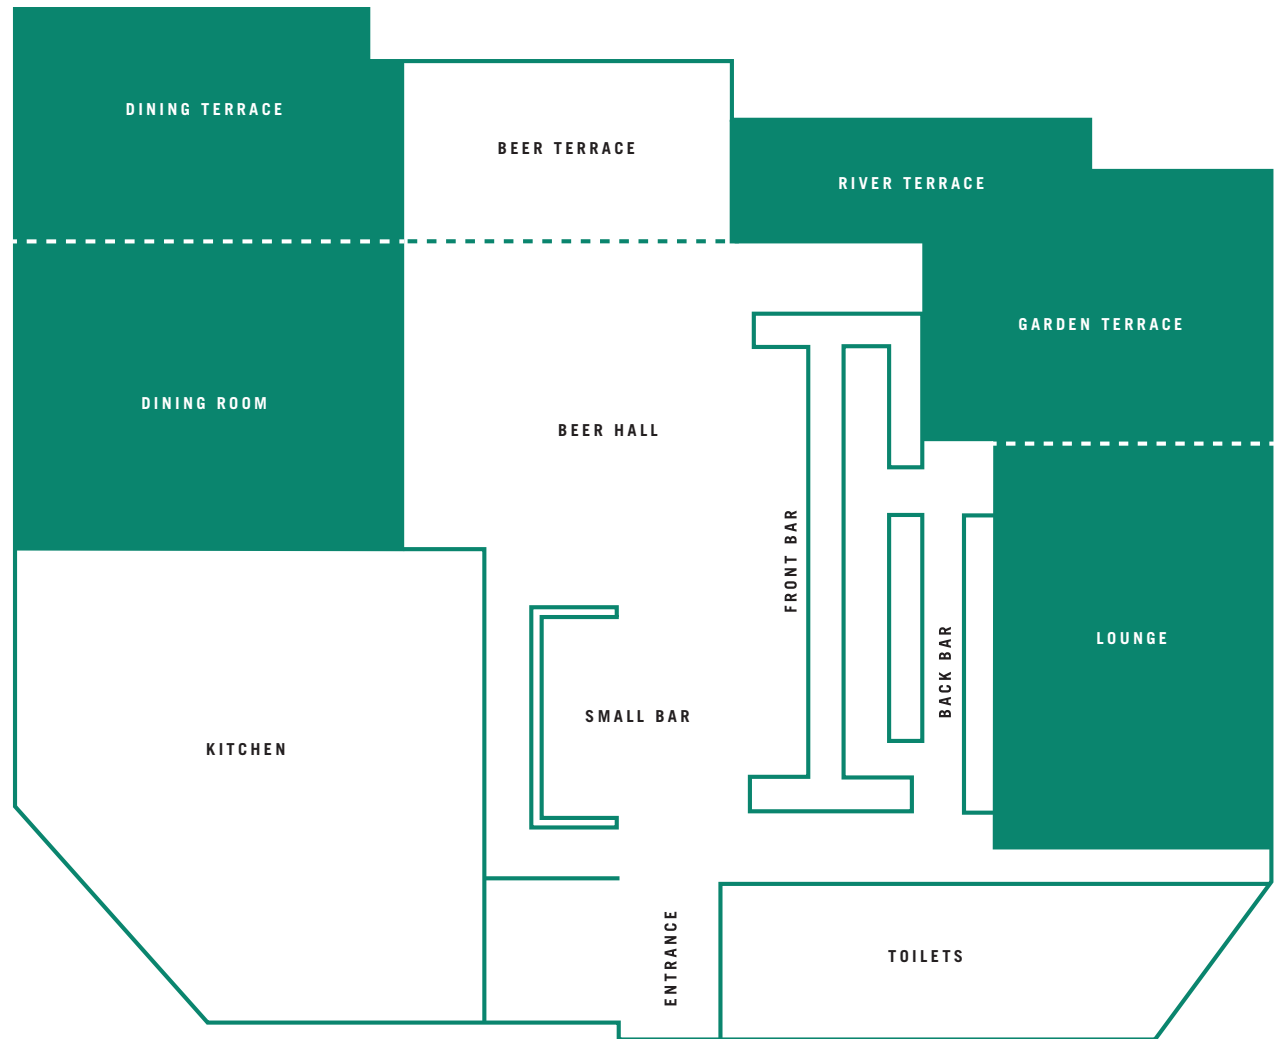 DINING TERRACE
BEER TERRACE
RIVER TERRACE
GARDEN TERRACE
DINING ROOM
BEER HALL
FRONT BAR
BACK BAR
LOUNGE
SMALL BAR
KITCHEN
ENTRANCE
TOILETS